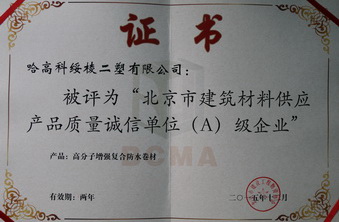 证书
哈高科绥棱二塑有限公司：
被评为“北京市建筑材料供应
产品质量诚信单位（A）级企业”
产品：高分子增强复合防水卷材
BCMA
有效期：两年